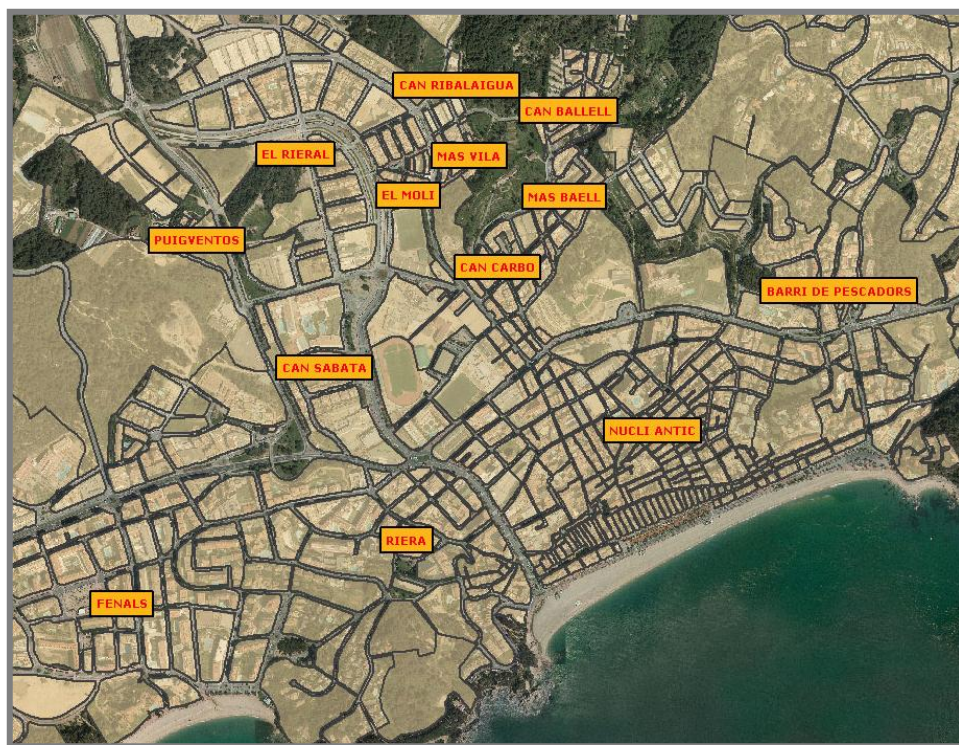 CAN RIBALAIGUA
CAN BALLELL
EL RIERAL
MAS VILA
EL MOLI
MAS BAELL
PUIGVENTOS
CAN CARBO
BARRI DE PESCADORS
CAN SABATA
NUCLI ANTIC
RIERA
FENALS